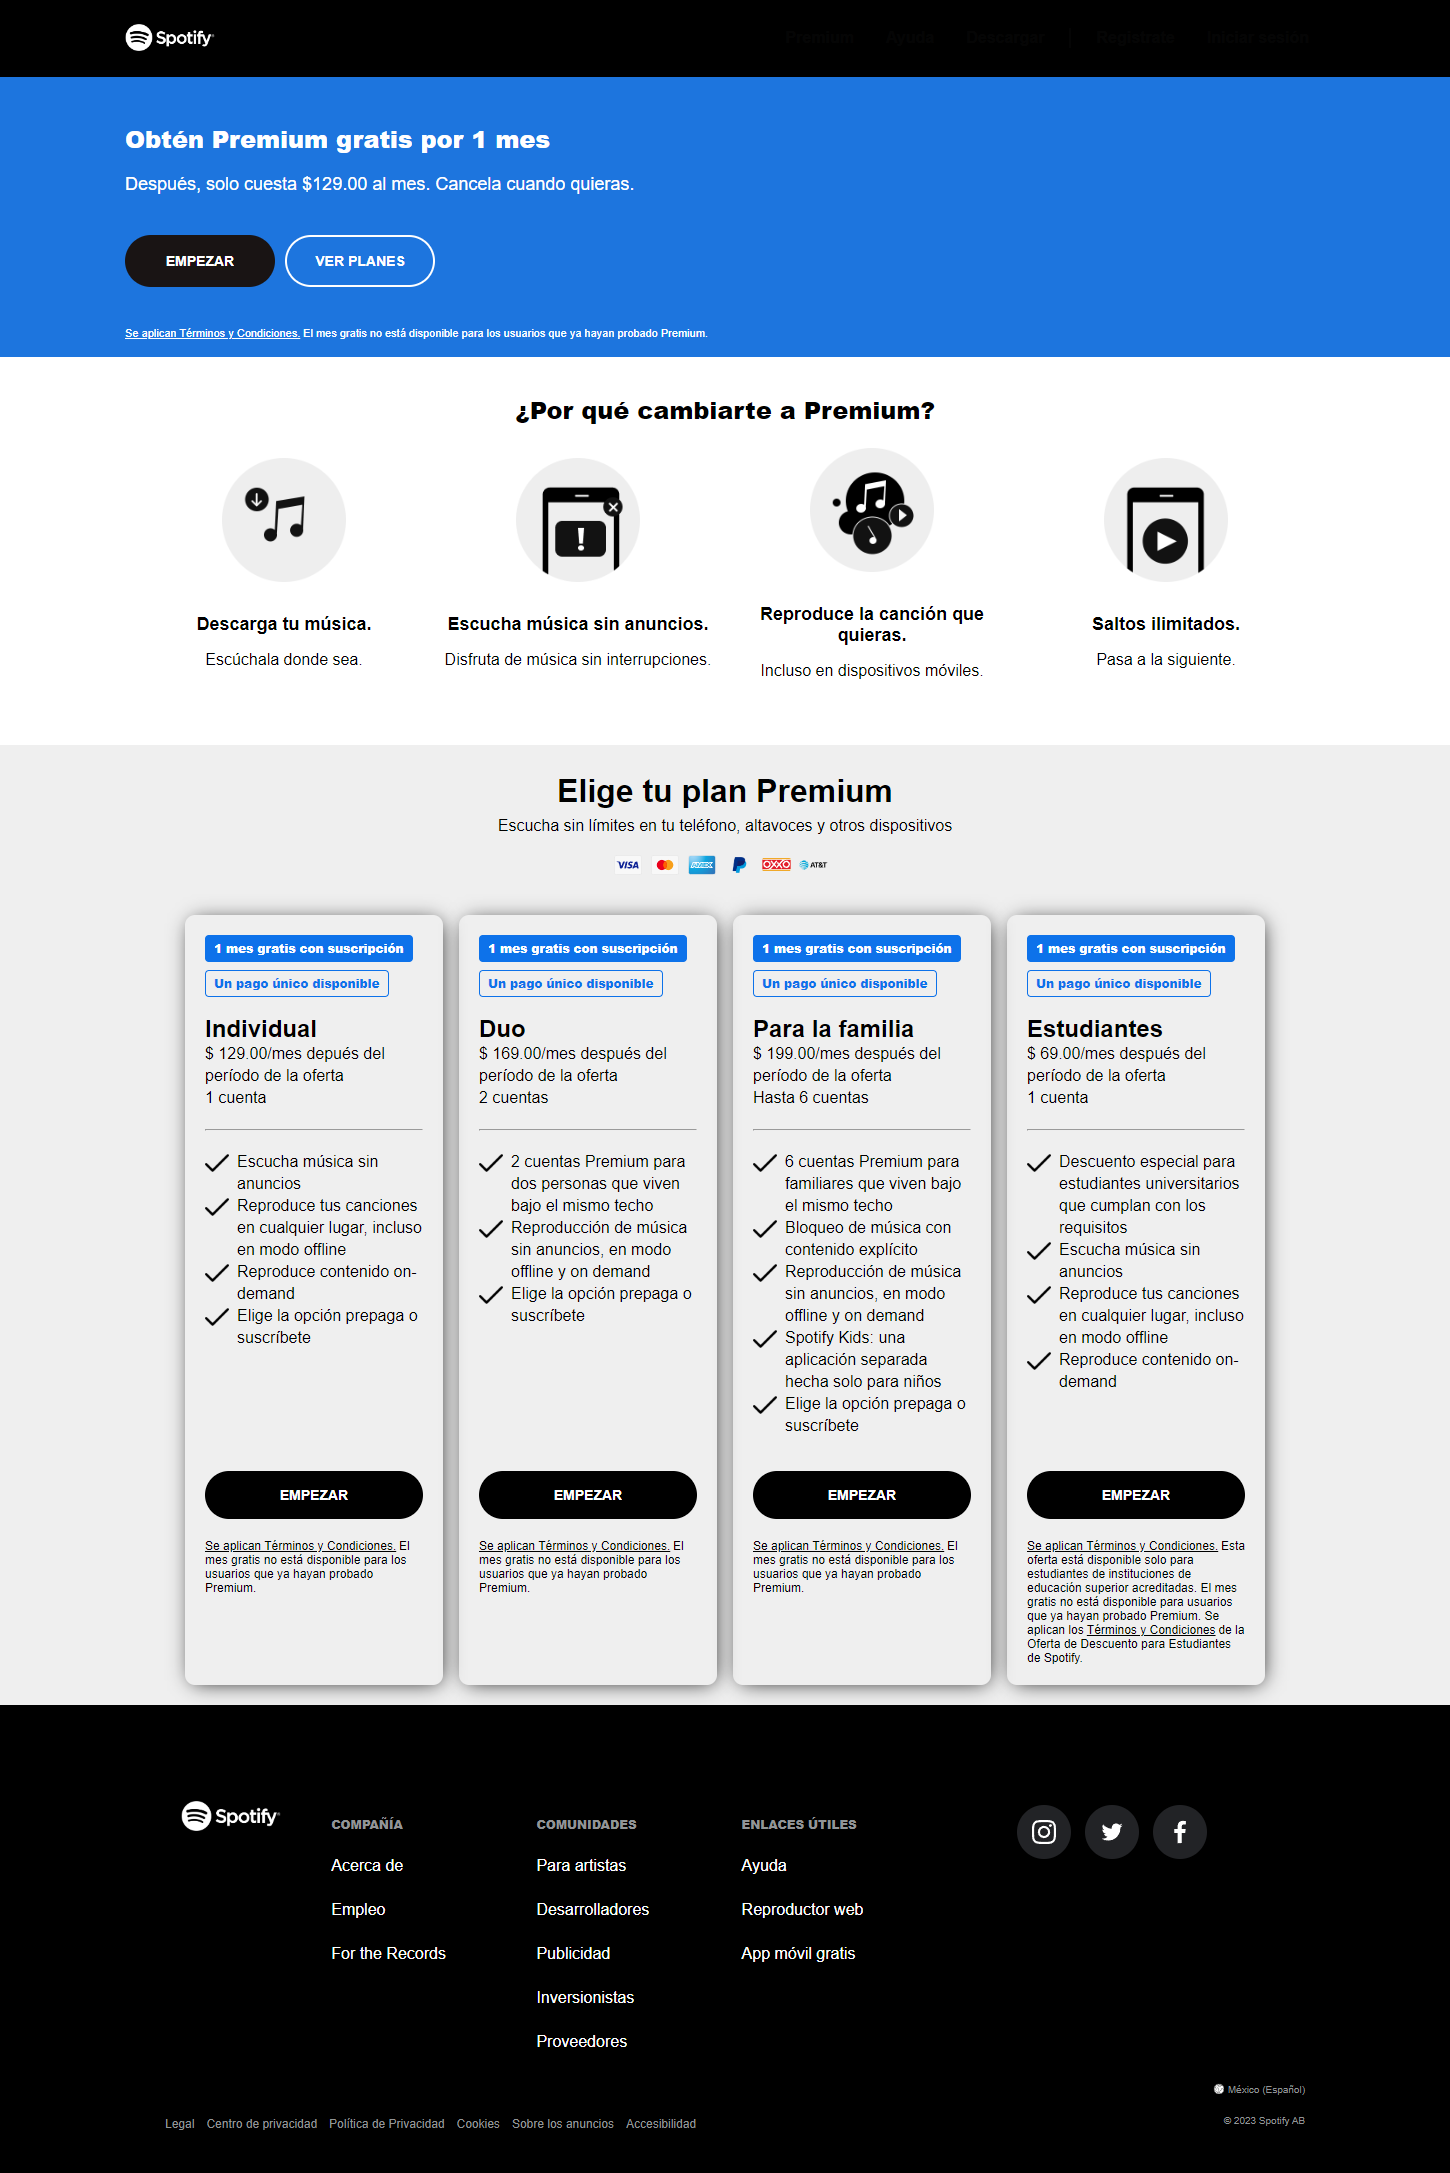 Spotify
Premium Ayuda Descargar | Regístrate Iniciar sesión
Obtén Premium gratis por 1 mes
Después, solo cuesta $129.00 al mes. Cancela cuando quieras.
EMPEZAR VER PLANES
Se aplican Términos y Condiciones. El mes gratis no está disponible para los usuarios que ya hayan probado Premium.
¿Por qué cambiarte a Premium?
Descarga tu música.
Escúchala donde sea.
Escucha música sin anuncios.
Disfruta de música sin interrupciones.
Reproduce la canción que
quieras.
Incluso en dispositivos móviles.
Saltos ilimitados.
Pasa a la siguiente.
Elige tu plan Premium
Escucha sin límites en tu teléfono, altavoces y otros dispositivos
VISA AMEX OXXO AT&T
1 mes gratis con suscripción
Un pago único disponible
Individual
$ 129.00/mes depués del
período de la oferta
1 cuenta
Escucha música sin
anuncios
Reproduce tus canciones
en cualquier lugar, incluso
en modo offline
Reproduce contenido on-
demand
Elige la opción prepaga o
suscríbete
EMPEZAR
Se aplican Términos y Condiciones. El
mes gratis no está disponible para los
usuarios que ya hayan probado
Premium.
1 mes gratis con suscripción
Un pago único disponible
Duo
$ 169.00/mes después del
período de la oferta
2 cuentas
2 cuentas Premium para
dos personas que viven
bajo el mismo techo
Reproducción de música
sin anuncios, en modo
offline y on demand
Elige la opción prepaga o
suscríbete
EMPEZAR
Se aplican Términos y Condiciones. El
mes gratis no está disponible para los
usuarios que ya hayan probado
Premium.
1 mes gratis con suscripción
Un pago único disponible
Para la familia
$ 199.00/mes después del
período de la oferta
Hasta 6 cuentas
6 cuentas Premium para
familiares que viven bajo
el mismo techo
Bloqueo de música con
contenido explícito
Reproducción de música
sin anuncios, en modo
offline y on demand
Spotify Kids: una
aplicación separada
hecha solo para niños
Elige la opción prepaga o
suscríbete
EMPEZAR
Se aplican Términos y Condiciones. El
mes gratis no está disponible para los
usuarios que ya hayan probado
Premium.
1 mes gratis con suscripción
Un pago único disponible
Estudiantes
$ 69.00/mes después del
período de la oferta
1 cuenta
Descuento especial para
estudiantes universitarios
que cumplan con los
requisitos
Escucha música sin
anuncios
Reproduce tus canciones
en cualquier lugar, incluso
en modo offline
Reproduce contenido on-
demand
EMPEZAR
Se aplican Términos y Condiciones. Esta
oferta está disponible solo para
estudiantes de instituciones de
educación superior acreditadas. El mes
gratis no está disponible para usuarios
que ya hayan probado Premium. Se
aplican los Términos y Condiciones de la
Oferta de Descuento para Estudiantes
de Spotify.
Spotify
COMPAÑÍA
Acerca de
Empleo
For the Records
COMUNIDADES
Para artistas
Desarrolladores
Publicidad
Inversionistas
Proveedores
ENLACES ÚTILES
Ayuda
Reproductor web
App móvil gratis
México (Español)
Legal Centro de privacidad Política de Privacidad Cookies Sobre los anuncios Accesibilidad
© 2023 Spotify AB